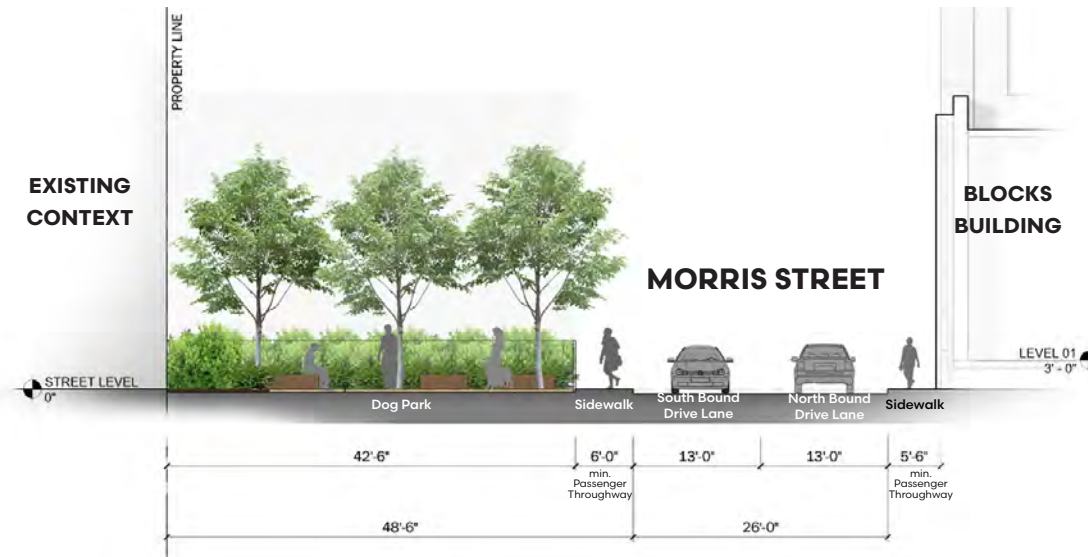 PROPERTY LINE
EXISTING
CONTEXT
BLOCKS
BUILDING
MORRIS STREET
LEVEL 01
3' - 0"
STREET LEVEL
0"
Dog Park
Sidewalk
South Bound
Drive Lane
North Bound
Drive Lane
Sidewalk
42'-6"
6'-0"
13'-0"
13'-0"
5'-6"
min.
Passenger
Throughway
min.
Passenger
Throughway
48'-6"
26'-0"